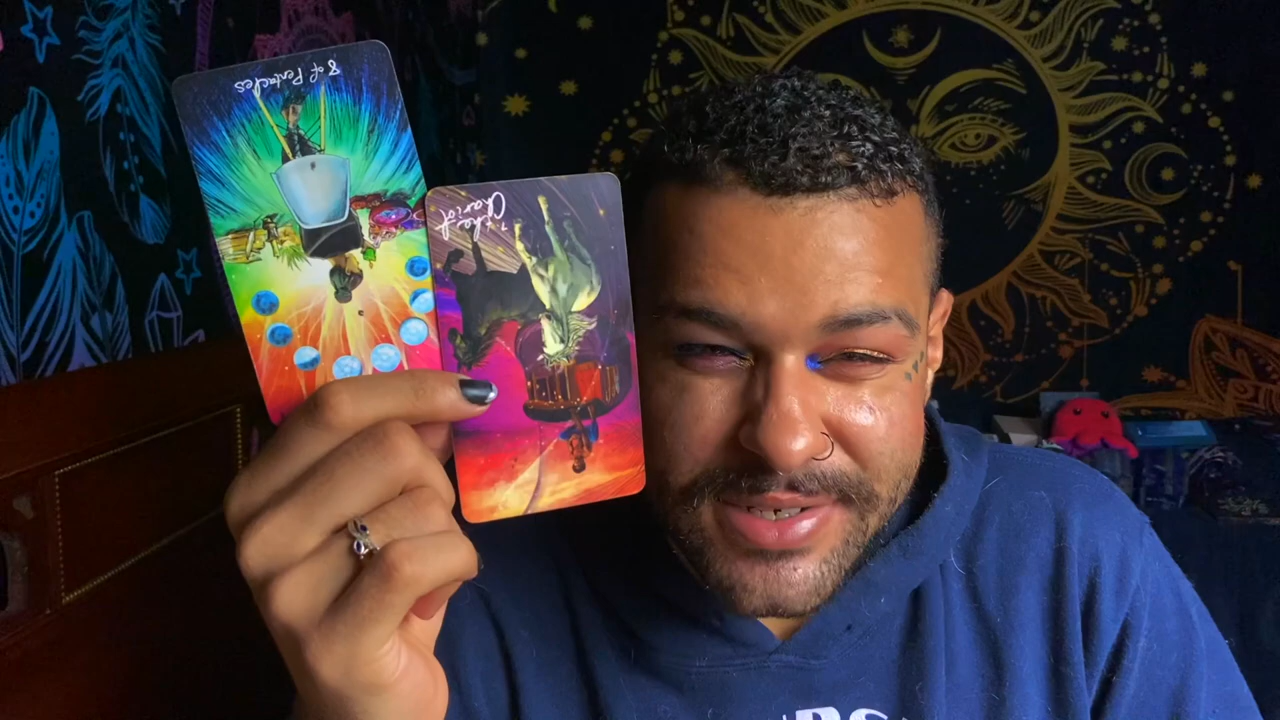 8 of Pentacles
7 the
Chariot